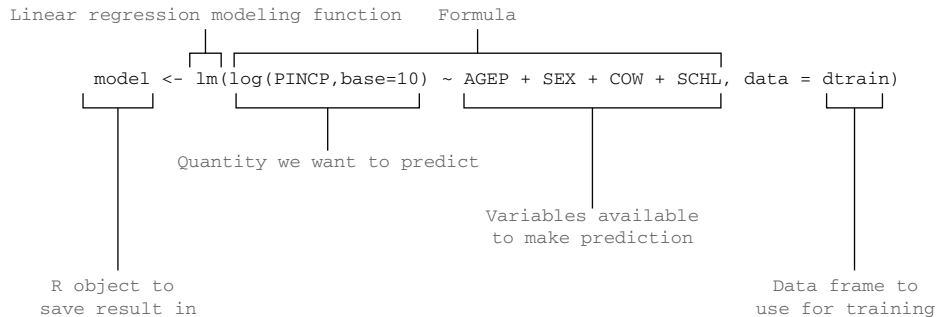 Linear regression modeling function Formula
model <- lm(log(PINCP,base=10) ~ AGEP + SEX + COW + SCHL, data = dtrain)
Quantity we want to predict
Variables available
to make prediction
R object to
save result in
Data frame to
use for training